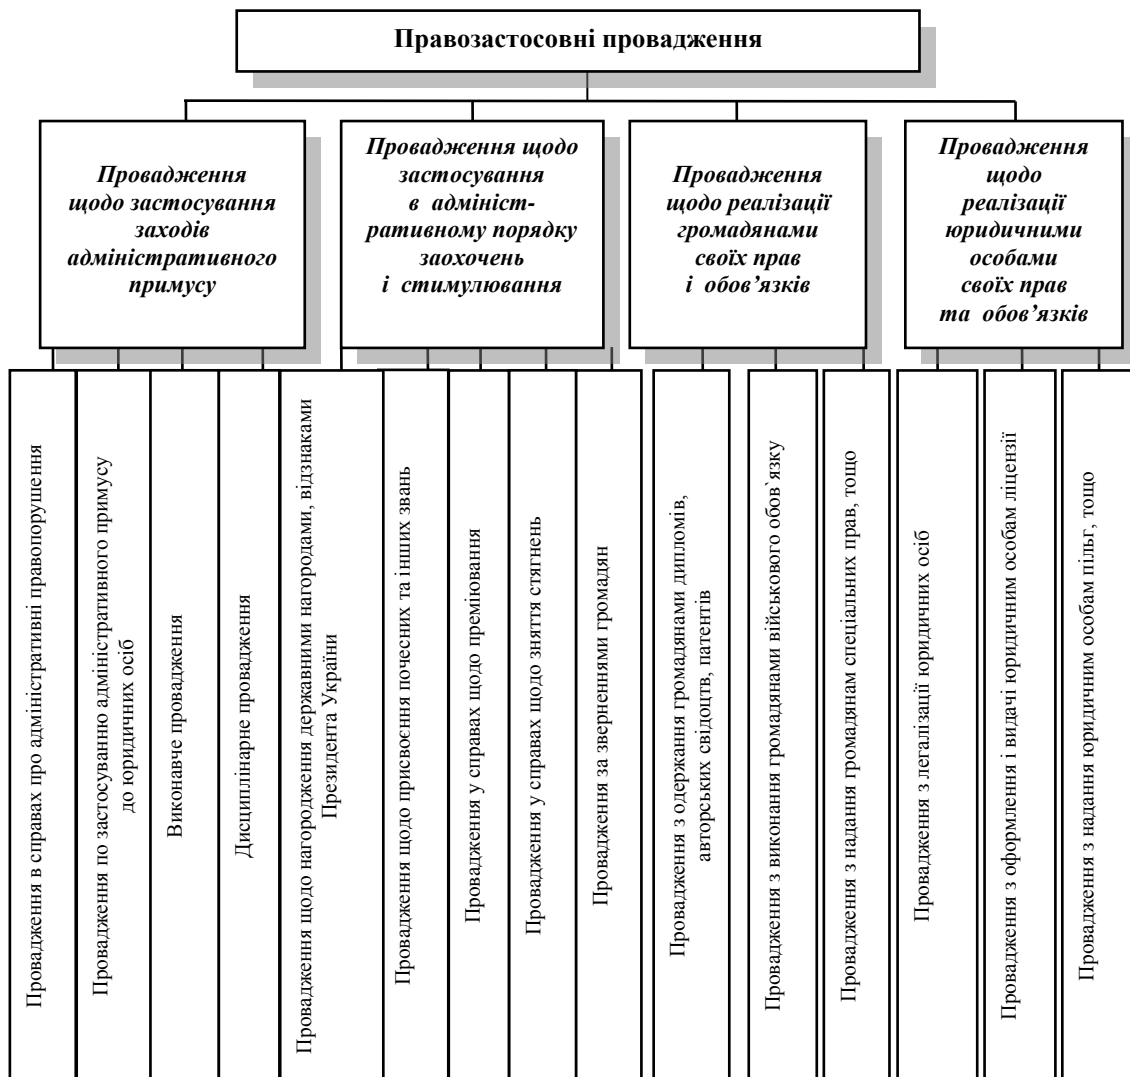 Правозастосовні провадження
Провадження
щодо застосування
заходів
адміністративного
примусу
Провадження щодо
застосування
в адмініст-
ративному порядку
заохочень
і стимулювання
Провадження
щодо реалізації
громадянами
своїх прав
і обов’язків
Провадження
щодо
реалізації
юридичними
особами
своїх прав
та обов’язків
Провадження в справах про адміністративні правопорушення
Провадження по застосуванню адміністративного примусу
до юридичних осіб
Виконавче провадження
Дисциплінарне провадження
Провадження щодо нагородження державними нагородами, відзнаками
Президента України
Провадження щодо присвоєння почесних та інших звань
Провадження у справах щодо преміювання
Провадження у справах щодо зняття стягнень
Провадження за зверненнями громадян
Провадження з одержання громадянами дипломів,
авторських свідоцтв, патентів
Провадження з виконання громадянами військового обов`язку
Провадження з надання громадянам спеціальних прав, тощо
Провадження з легалізації юридичних осіб
Провадження з оформлення і видачі юридичним особам ліцензії
Провадження з надання юридичним особам пільг, тощо